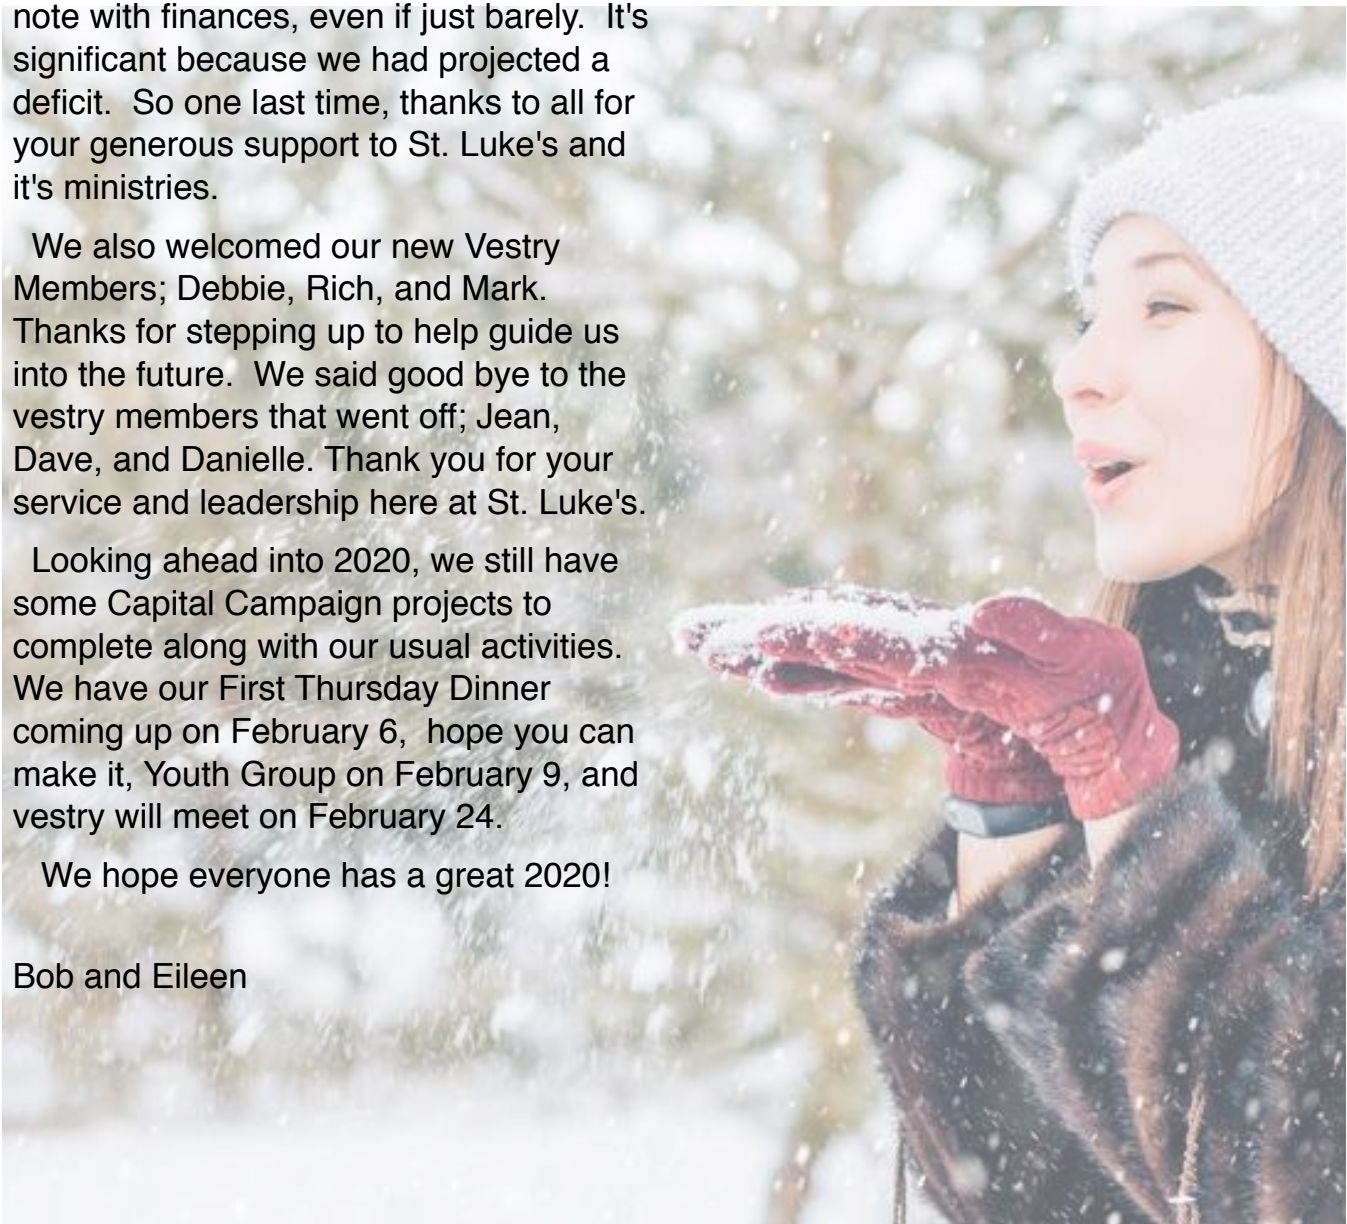 note with finances, even if just barely.  It's
significant because we had projected a
deficit.  So one last time, thanks to all for
your generous support to St. Luke's and
it's ministries.
We also welcomed our new Vestry
Members; Debbie, Rich, and Mark.
Thanks for stepping up to help guide us
into the future.  We said good bye to the
vestry members that went off; Jean,
Dave, and Danielle. Thank you for your
service and leadership here at St. Luke's.
Looking ahead into 2020, we still have
some Capital Campaign projects to
complete along with our usual activities.
We have our First Thursday Dinner
coming up on February 6,  hope you can
make it, Youth Group on February 9, and
vestry will meet on February 24.
We hope everyone has a great 2020!
Bob and Eileen